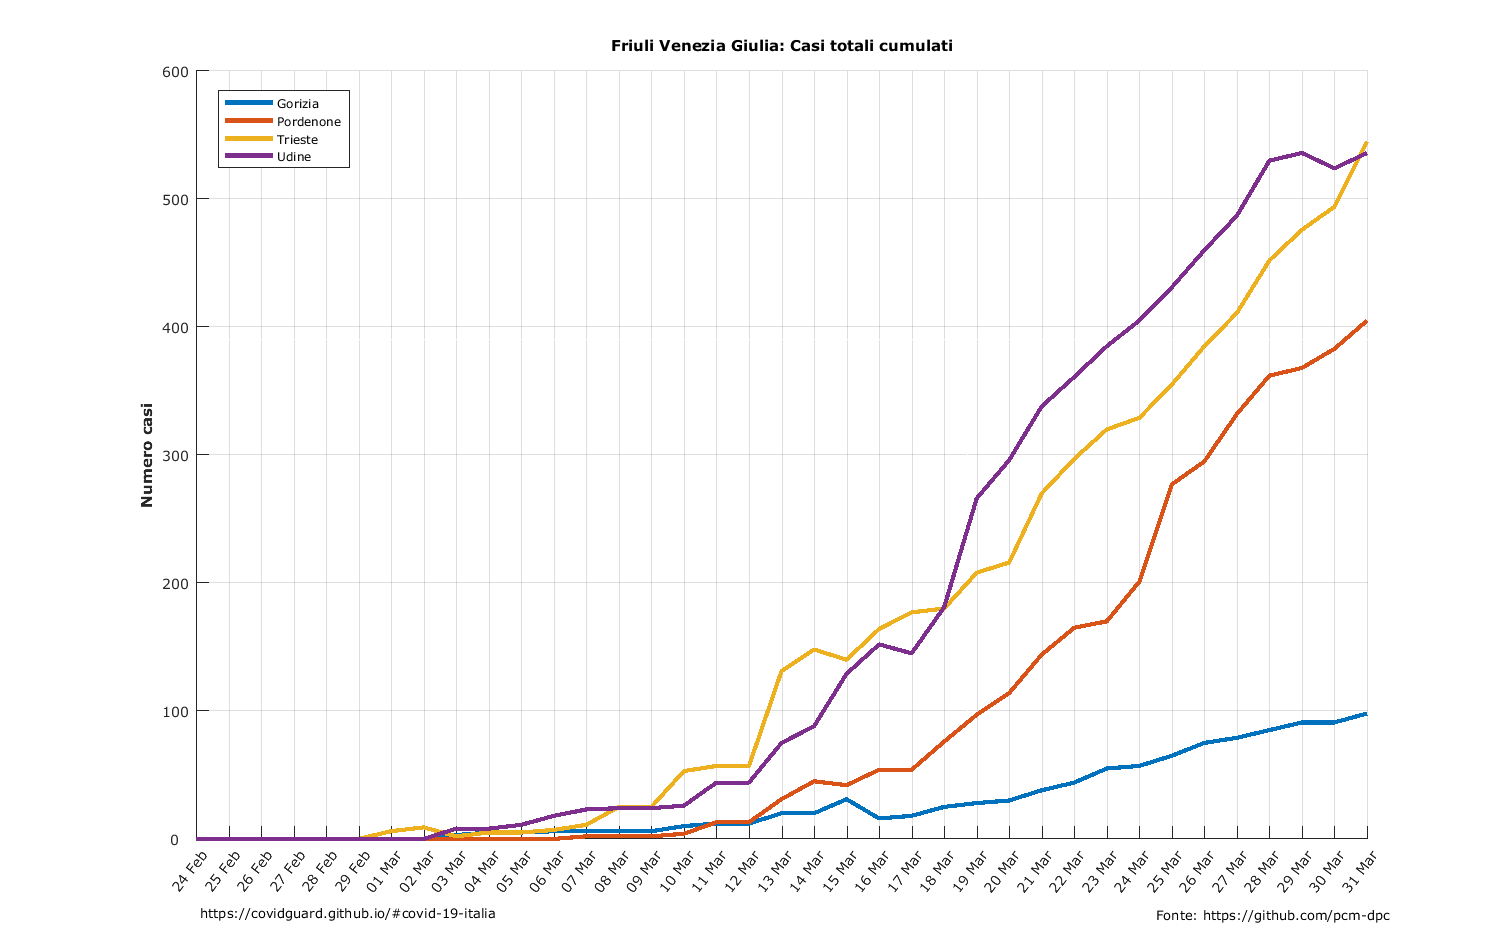 Friuli Venezia Giulia: Casi totali cumulati
600
500
400
300
200
100
0
Numero casi
Gorizia
Pordenone
Trieste
Udine
24 Feb
25 Feb
26 Feb
27 Feb
28 Feb
29 Feb
01 Mar
02 Mar
03 Mar
04 Mar
05 Mar
06 Mar
07 Mar
08 Mar
09 Mar
10 Mar
11 Mar
12 Mar
13 Mar
14 Mar
15 Mar
16 Mar
17 Mar
18 Mar
19 Mar
20 Mar
21 Mar
22 Mar
23 Mar
24 Mar
25 Mar
26 Mar
27 Mar
28 Mar
29 Mar
30 Mar
31 Mar
https://covidguard.github.io/#covid-19-italia
Fonte: https://github.com/pcm-dpc